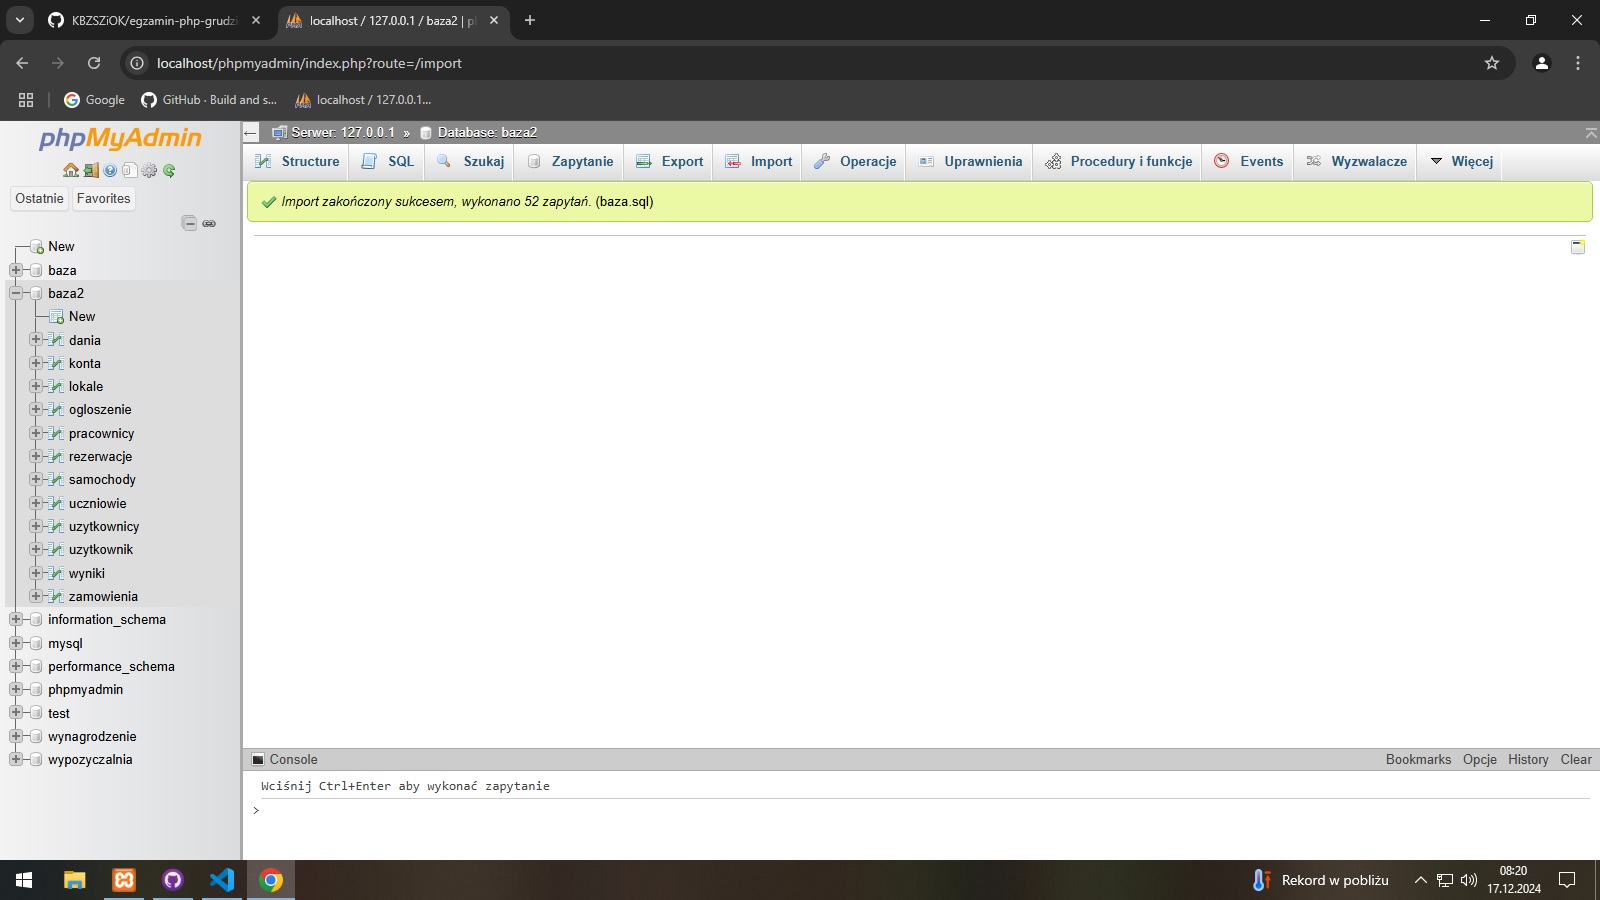 KBZSZiOK/egzamin-php-grudzi
localhost / 127.0.0.1 / baza2 | p
localhost/phpmyadmin/index.php?route=/import
Google
GitHub · Build and s...
localhost / 127.0.0.1...
phpMyAdmin
Ostatnie
Favorites
New
baza
baza2
New
dania
konta
lokale
ogloszenie
pracownicy
rezerwacje
samochody
uczniowie
uzytkownicy
uzytkownik
wyniki
zamowienia
information_schema
mysql
performance_schema
phpmyadmin
test
wynagrodzenie
wypozyczalnia
Serwer: 127.0.0.1 » Database: baza2
Structure
SQL
Szukaj
Zapytanie
Export
Import
Operacje
Uprawnienia
Procedury i funkcje
Events
Wyzwalacze
Więcej
Import zakończony sukcesem, wykonano 52 zapytań. (baza.sql)
Console
Bookmarks
Opcje
History
Clear
Wciśnij Ctrl+Enter aby wykonać zapytanie
>
Rekord w pobliżu
08:20
17.12.2024